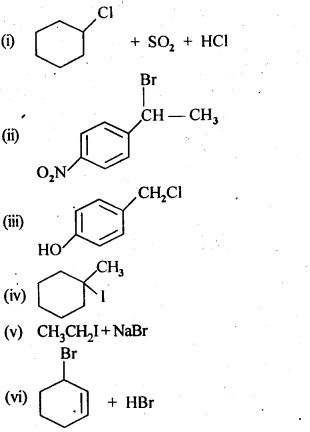 (i) Cl + SO₂ + HCl
(ii) Br CH—CH₃ O₂N
(iii) CH₂Cl HO
(iv) CH₃ I
(v) CH₃CH₂I + NaBr
(vi) Br + HBr